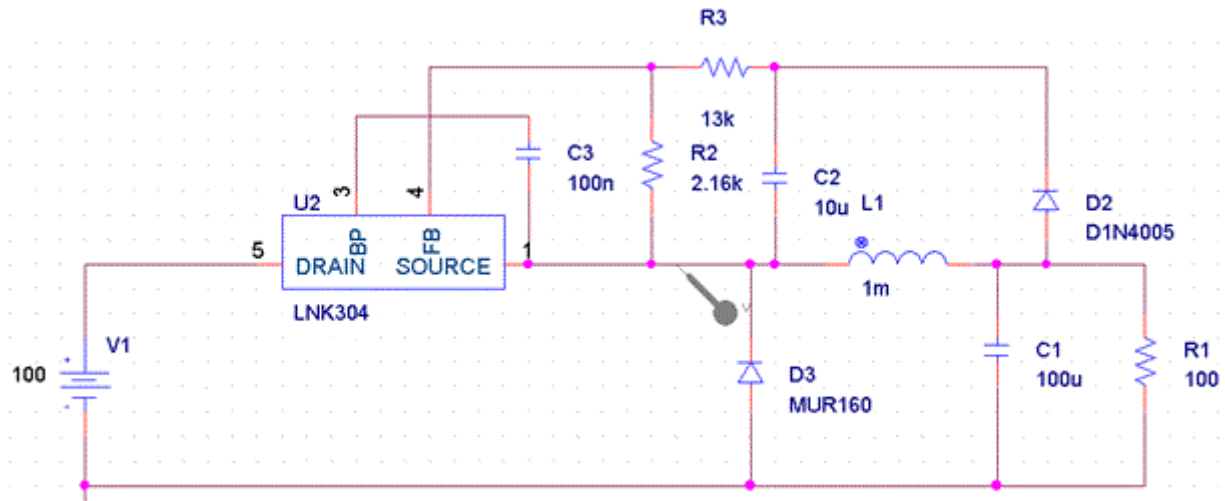 R3
13k
C3
100n
R2
2.16k
C2
10u
L1
1m
D2
D1N4005
3
4
U2
BP
FB
5
DRAIN
SOURCE
1
LNK304
V
V1
100
D3
MUR160
C1
100u
R1
100